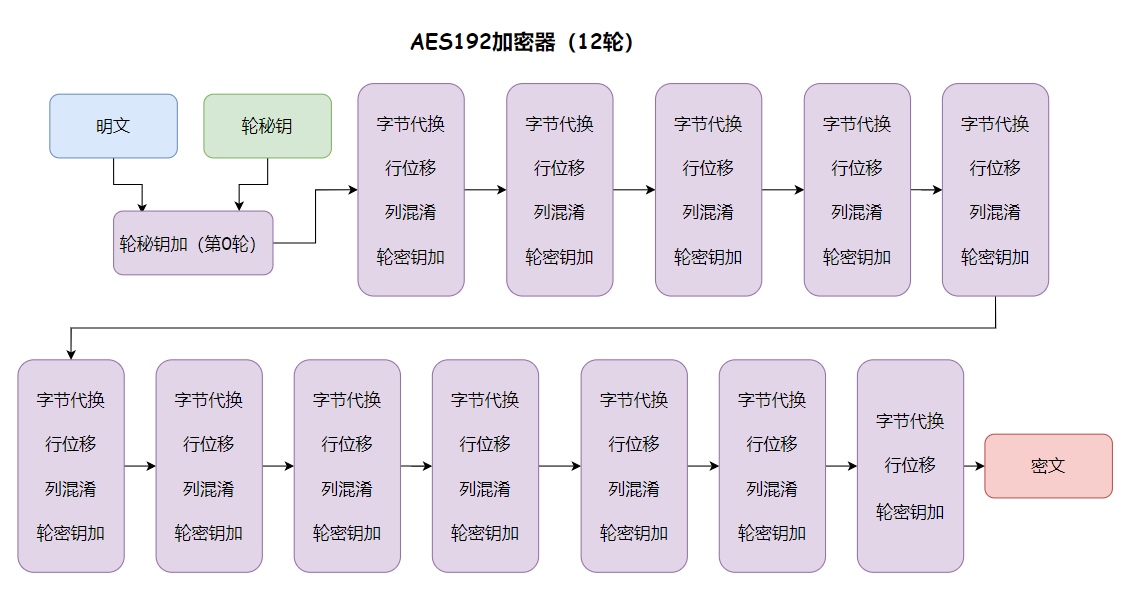 AES192加密器（12轮）
明文
轮秘钥
轮秘钥加（第0轮）
字节代换
行位移
列混淆
轮密钥加
字节代换
行位移
列混淆
轮密钥加
字节代换
行位移
列混淆
轮密钥加
字节代换
行位移
列混淆
轮密钥加
字节代换
行位移
列混淆
轮密钥加
字节代换
行位移
列混淆
轮密钥加
字节代换
行位移
列混淆
轮密钥加
字节代换
行位移
列混淆
轮密钥加
字节代换
行位移
列混淆
轮密钥加
字节代换
行位移
列混淆
轮密钥加
字节代换
行位移
列混淆
轮密钥加
字节代换
行位移
轮密钥加
密文